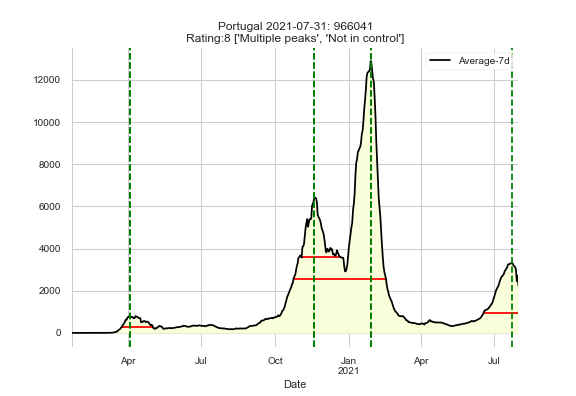 Portugal 2021-07-31: 966041
Rating:8 ['Multiple peaks', 'Not in control']
Average-7d
12000
10000
8000
6000
4000
2000
0
Apr Jul Oct Jan Apr Jul
2021
Date